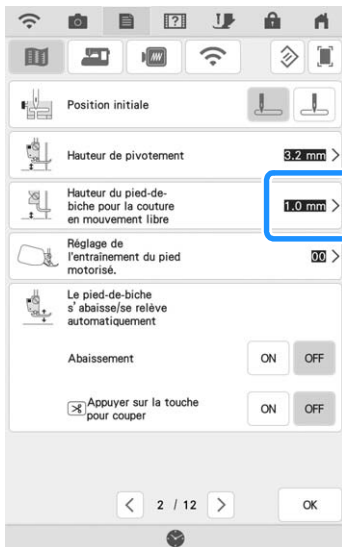 Position initiale
Hauteur de pivotement
3.2 mm >
Hauteur du pied-de-
biche pour la couture
en mouvement libre
1.0 mm >
Réglage de
l'entraînement du pied
motorisé.
00 >
Le pied-de-biche
s'abaisse/se relève
automatiquement
Abaissement
ON OFF
Appuyer sur la touche
pour couper
ON OFF
< 2 / 12 >
OK